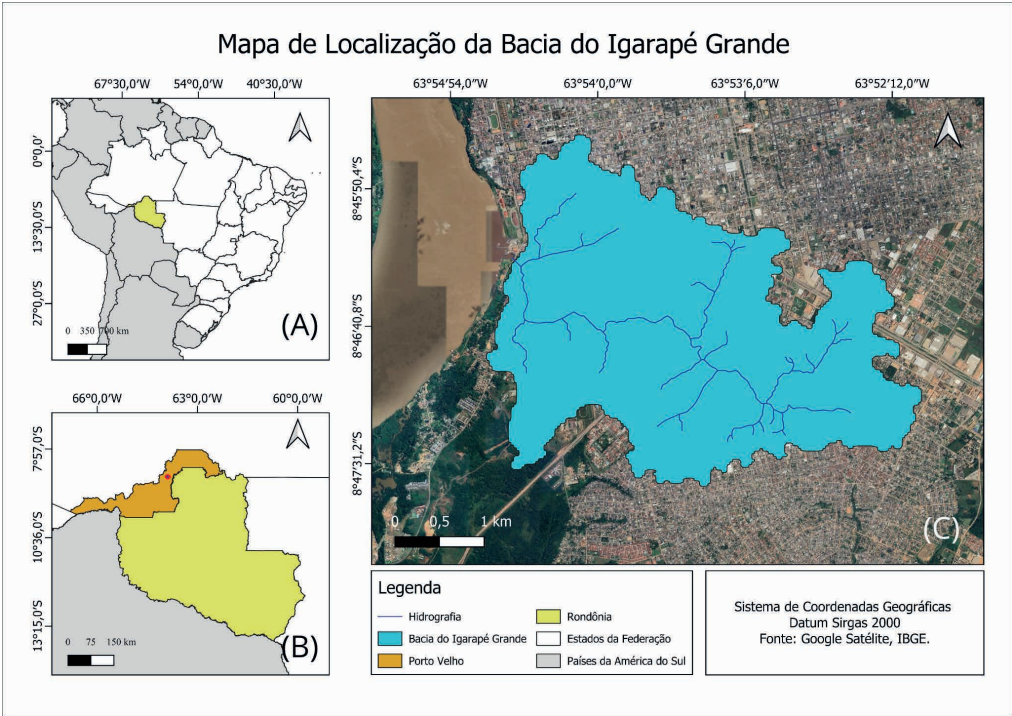 Mapa de Localização da Bacia do Igarapé Grande
67°30,0'W 54°0,0'W 40°30,0'W
0°0,0'
13°30,0'S
27°0,0'S
0 350 700 km
(A)
66°0,0'W 63°0,0'W 60°0,0'W
7°57,0'S
10°36,0'S
13°15,0'S
0 75 150 km
(B)
63°54'54,0"W 63°54'0,0"W 63°53'6,0"W 63°52'12,0"W
8°45'50,4"S
8°46'40,8"S
8°47'31,2"S
0 0,5 1 km
(C)
Legenda
Hidrografia
Bacia do Igarapé Grande
Porto Velho
Rondônia
Estados da Federação
Países da América do Sul
Sistema de Coordenadas Geográficas
Datum Sirgas 2000
Fonte: Google Satélite, IBGE.